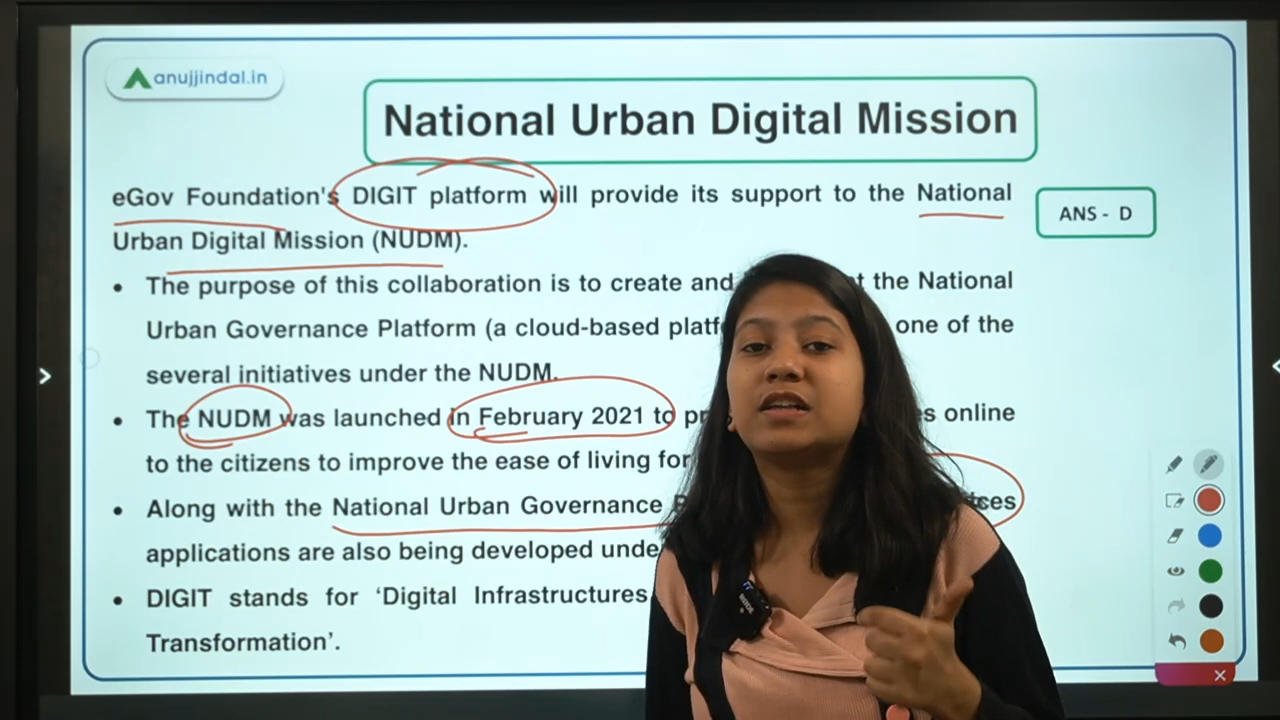 anujjindal.in
National Urban Digital Mission
eGov Foundation's DIGIT platform will provide its support to the National
ANS - D
Urban Digital Mission (NUDM).
• The purpose of this collaboration is to create and the National
Urban Governance Platform (a cloud-based one of the
several initiatives under the NUDM.
• The NUDM was launched in February 2021 to online
to the citizens to improve the ease of living for
• Along with the National Urban Governance
applications are also being developed
• DIGIT stands for ‘Digital Infrastructures
Transformation’.